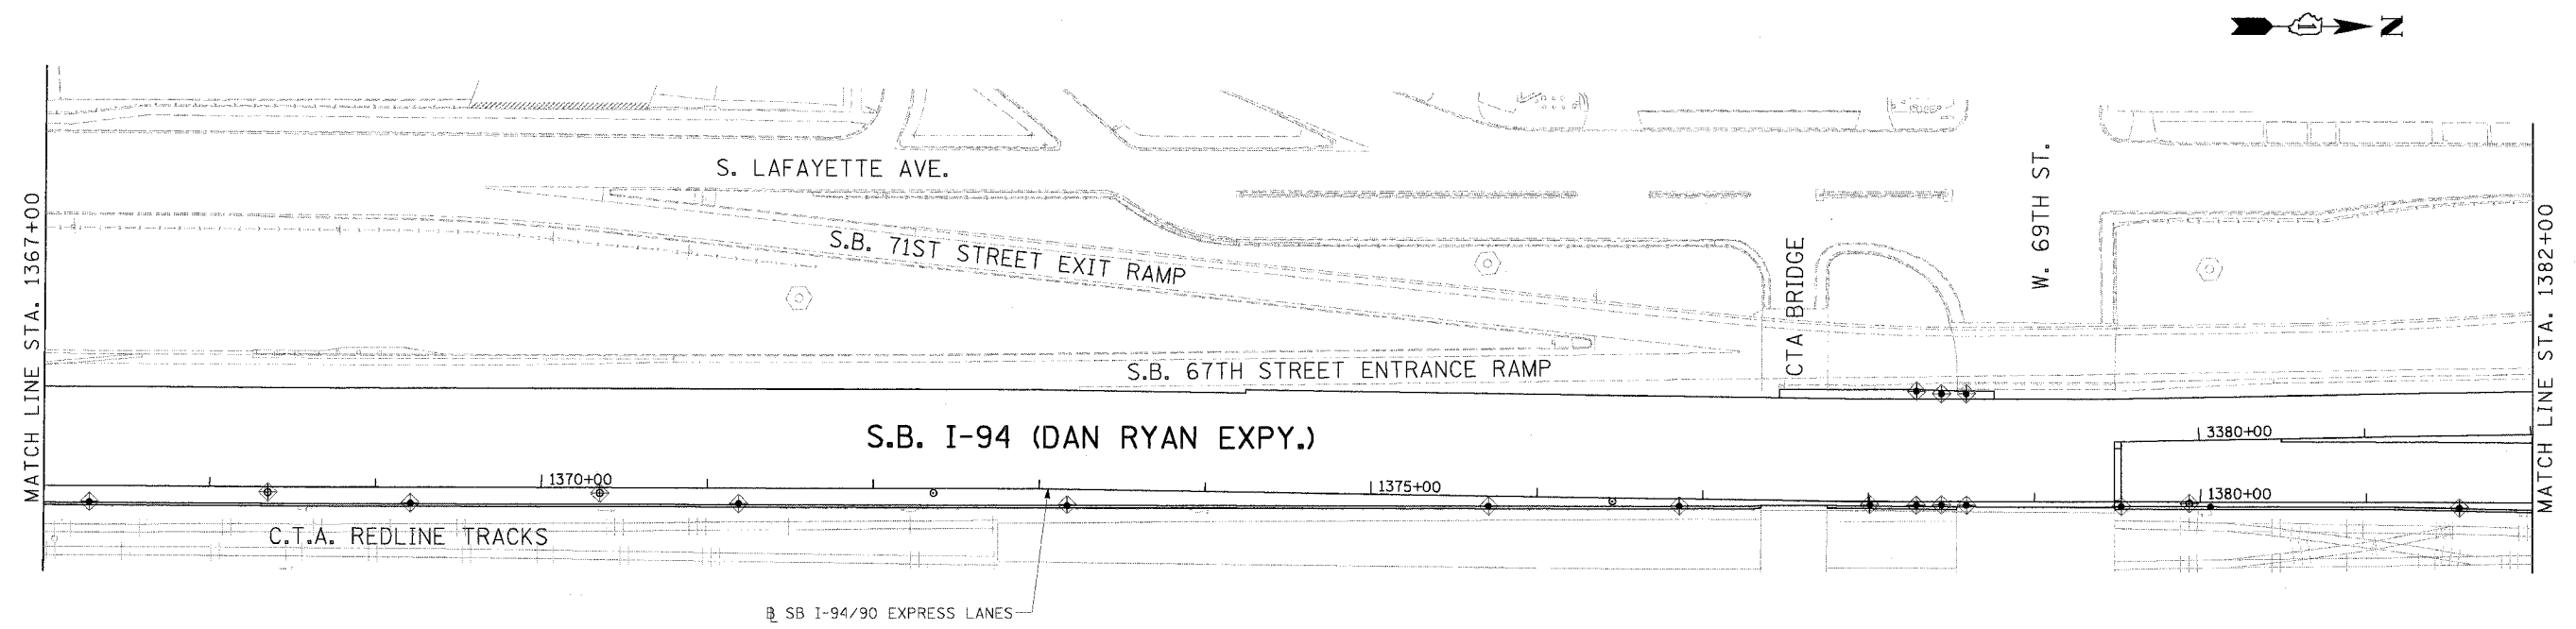 N
S. LAFAYETTE AVE.
W. 69TH ST.
MATCH LINE STA. 1367+00
S.B. 71ST STREET EXIT RAMP
CTA BRIDGE
MATCH LINE STA. 1382+00
S.B. 67TH STREET ENTRANCE RAMP
S.B. I-94 (DAN RYAN EXPY.)
3380+00
1370+00
1375+00
1380+00
C.T.A. REDLINE TRACKS
℄ SB I-94/90 EXPRESS LANES